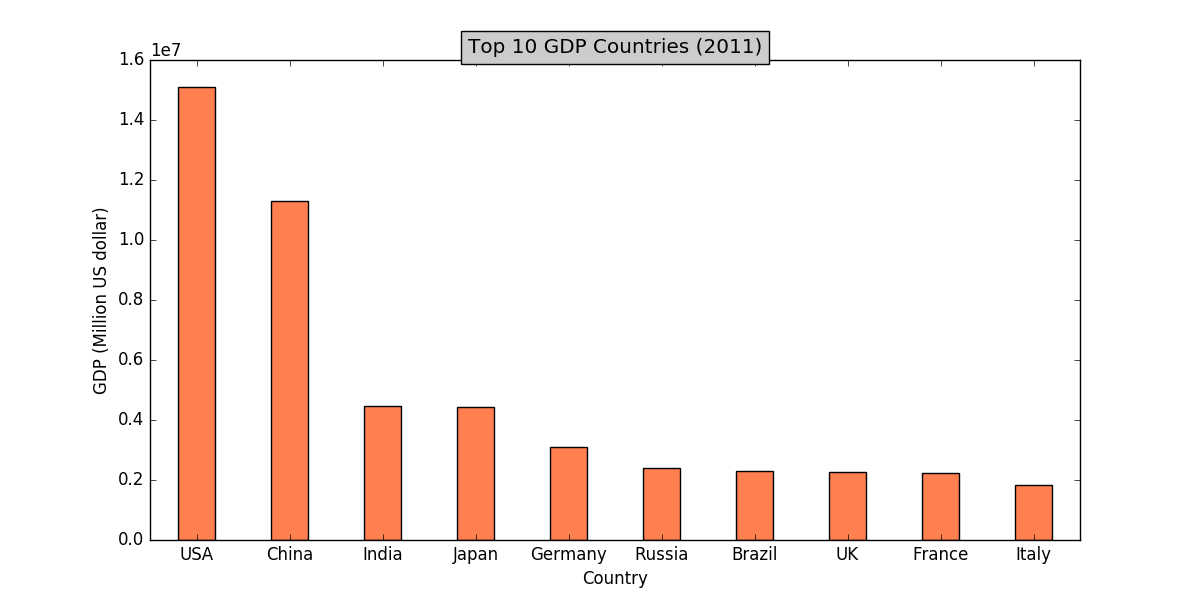 Top 10 GDP Countries (2011)
1e7
1.6
1.4
1.2
1.0
0.8
0.6
0.4
0.2
0.0
GDP (Million US dollar)
USA China India Japan Germany Russia Brazil UK France Italy
Country